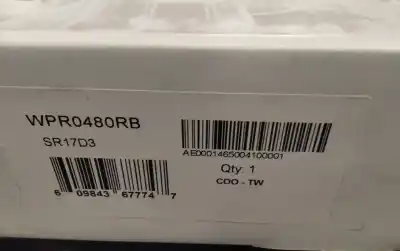 WPR0480RB
SR17D3
6 09843 67774 7
AED001465004100001
Qty: 1
COO - TW